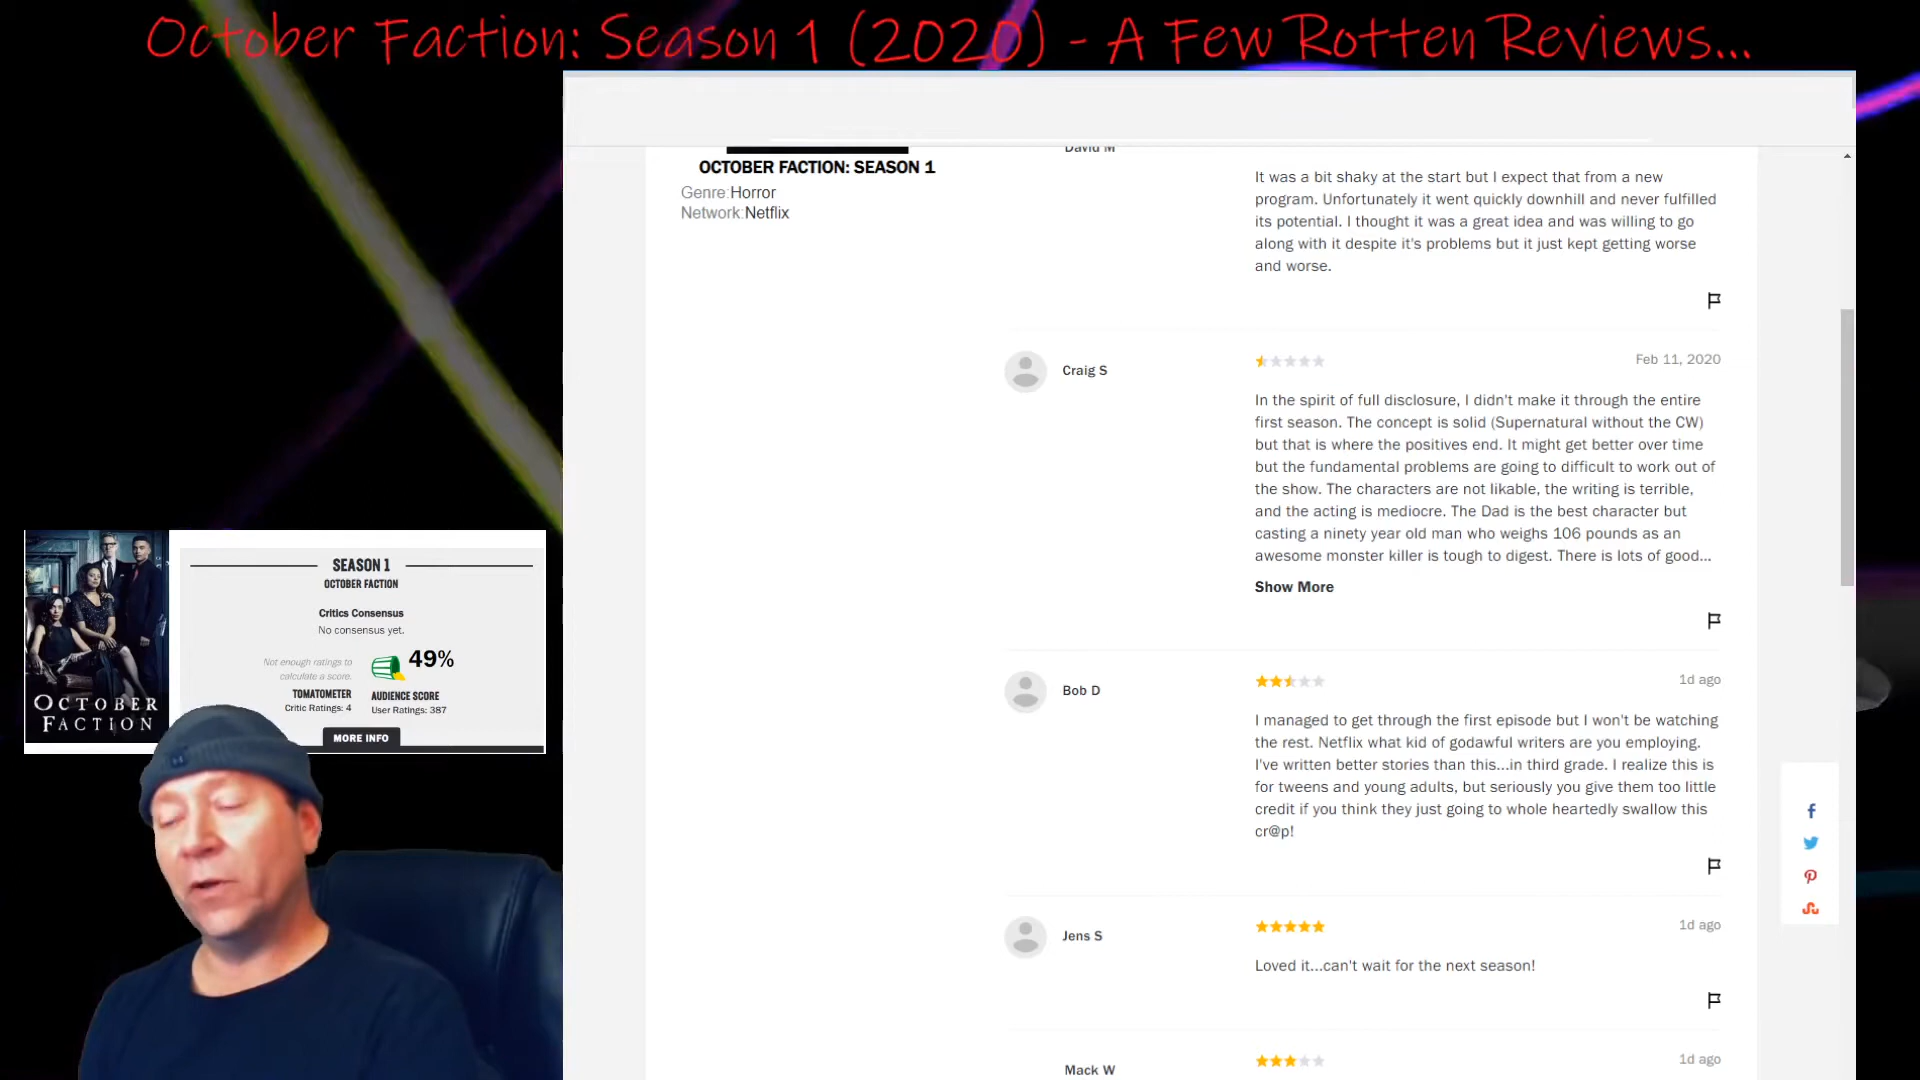 October Faction: Season 1 (2020) - A Few Rotten Reviews...
David M
OCTOBER FACTION: SEASON 1
Genre:Horror
Network:Netflix
It was a bit shaky at the start but I expect that from a new
program. Unfortunately it went quickly downhill and never fulfilled
its potential. I thought it was a great idea and was willing to go
along with it despite it's problems but it just kept getting worse
and worse.
Craig S
Feb 11, 2020
In the spirit of full disclosure, I didn't make it through the entire
first season. The concept is solid (Supernatural without the CW)
but that is where the positives end. It might get better over time
but the fundamental problems are going to difficult to work out of
the show. The characters are not likable, the writing is terrible,
and the acting is mediocre. The Dad is the best character but
casting a ninety year old man who weighs 106 pounds as an
awesome monster killer is tough to digest. There is lots of good...
Show More
Bob D
1d ago
I managed to get through the first episode but I won't be watching
the rest. Netflix what kid of godawful writers are you employing.
I've written better stories than this...in third grade. I realize this is
for tweens and young adults, but seriously you give them too little
credit if you think they just going to whole heartedly swallow this
cr@p!
Jens S
1d ago
Loved it...can't wait for the next season!
Mack W
1d ago
OCTOBER
FACTION
SEASON 1
OCTOBER FACTION
Critics Consensus
No consensus yet.
Not enough ratings to
calculate a score.
TOMATOMETER
Critic Ratings: 4
49%
AUDIENCE SCORE
User Ratings: 387
MORE INFO